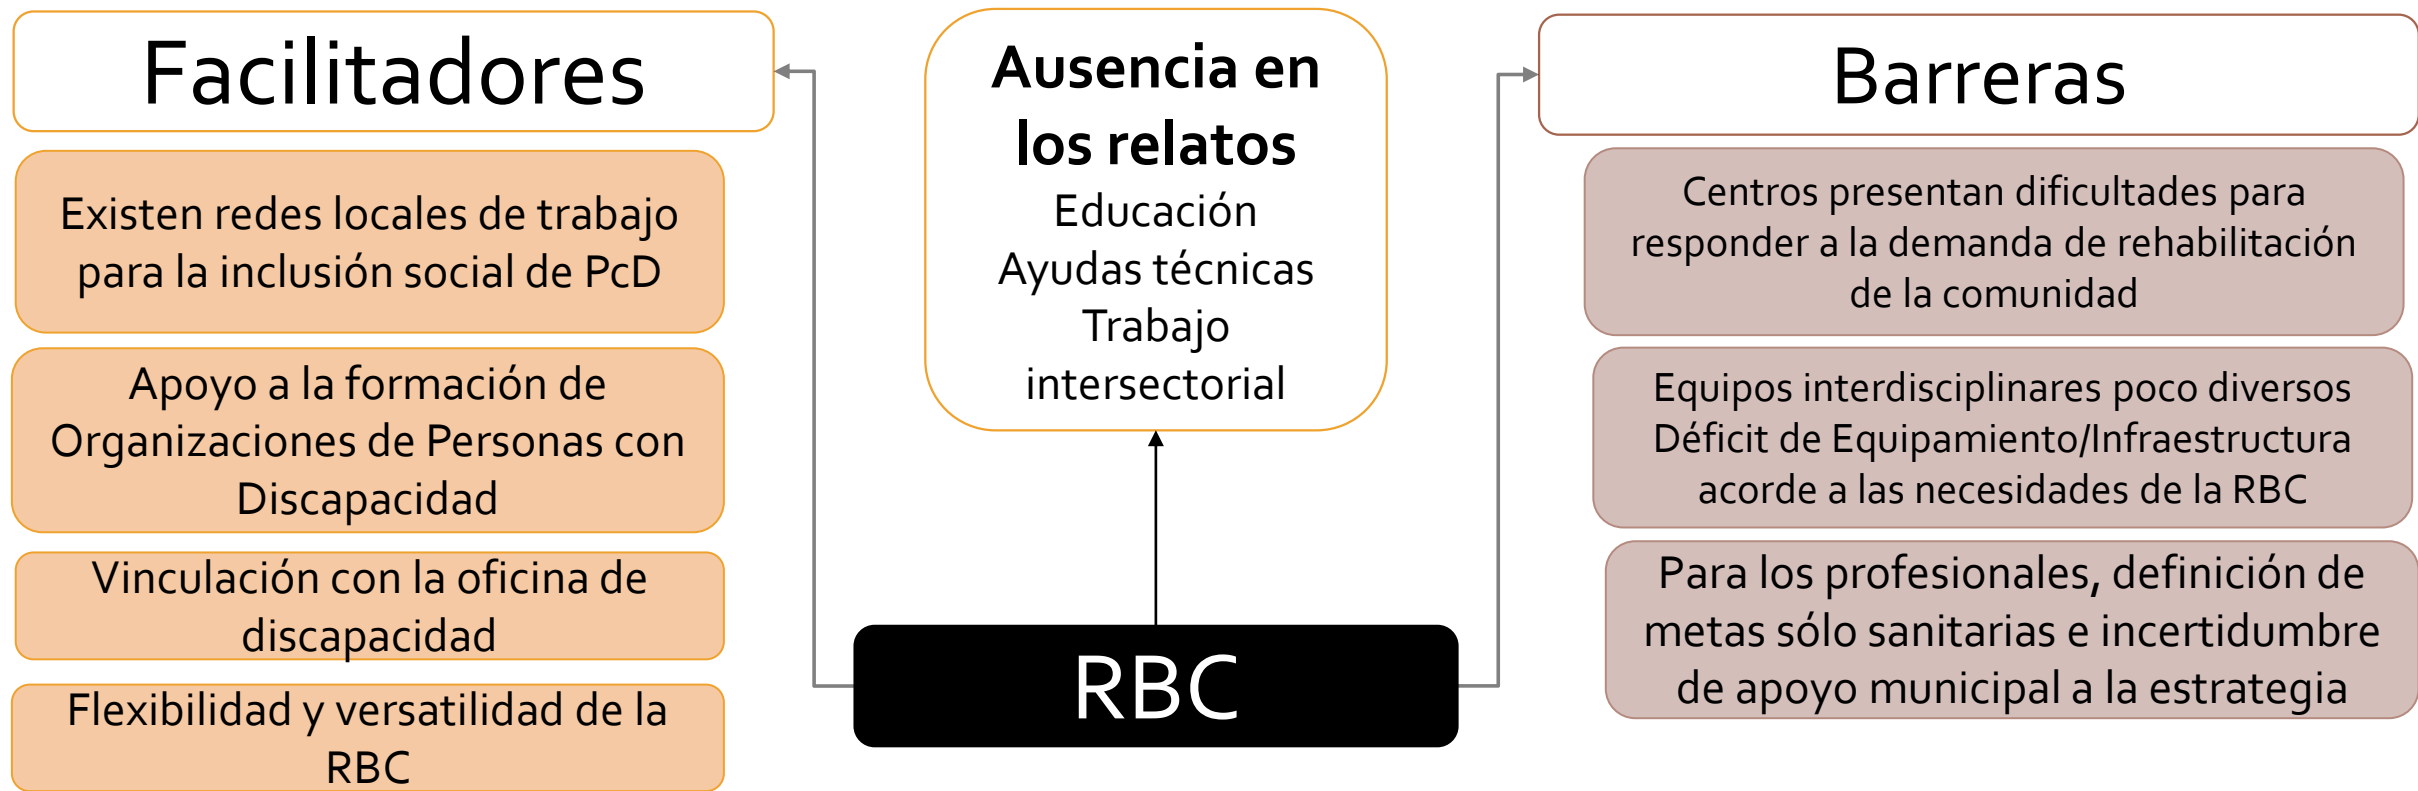 Facilitadores
Existen redes locales de trabajo
para la inclusión social de PcD
Apoyo a la formación de
Organizaciones de Personas con
Discapacidad
Vinculación con la oficina de
discapacidad
Flexibilidad y versatilidad de la
RBC
Ausencia en
los relatos
Educación
Ayudas técnicas
Trabajo
intersectorial
RBC
Barreras
Centros presentan dificultades para
responder a la demanda de rehabilitación
de la comunidad
Equipos interdisciplinares poco diversos
Déficit de Equipamiento/Infraestructura
acorde a las necesidades de la RBC
Para los profesionales, definición de
metas sólo sanitarias e incertidumbre
de apoyo municipal a la estrategia